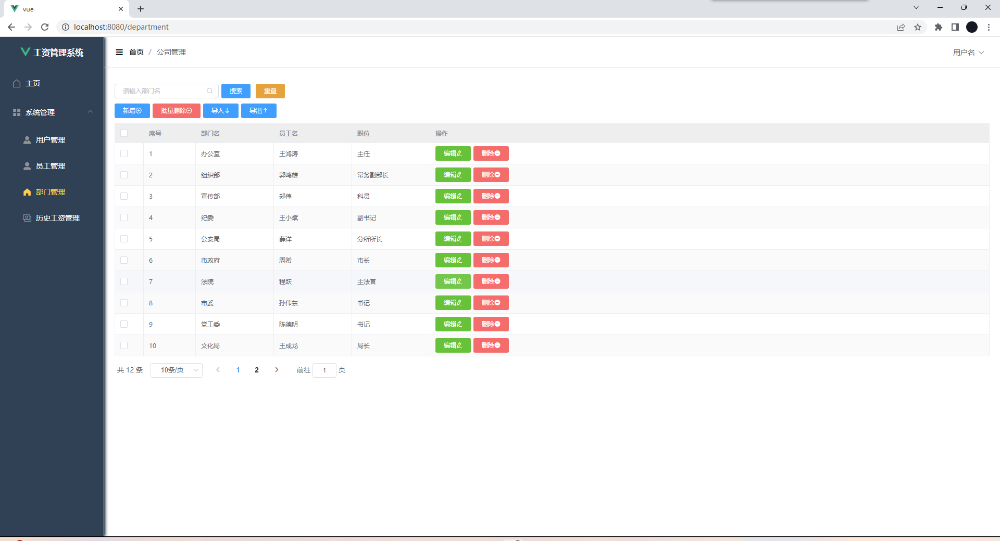 vue
localhost:8080/department
工资管理系统
首页 / 公司管理
用户名
主页
系统管理
用户管理
员工管理
部门管理
历史工资管理
请输入部门名 搜索 重置
新增 批量删除 导入 导出
序号 部门名 员工名 职位 操作
1 办公室 王鸿涛 主任 编辑 删除
2 组织部 郭鸣雄 常务副部长 编辑 删除
3 宣传部 郑伟 科员 编辑 删除
4 纪委 王小斌 副书记 编辑 删除
5 公安局 薛洋 分所所长 编辑 删除
6 市政府 周希 市长 编辑 删除
7 法院 程跃 主法官 编辑 删除
8 市委 孙伟东 书记 编辑 删除
9 党工委 陈德明 书记 编辑 删除
10 文化局 王成龙 局长 编辑 删除
共 12 条 10条/页 1 2 前往 1 页